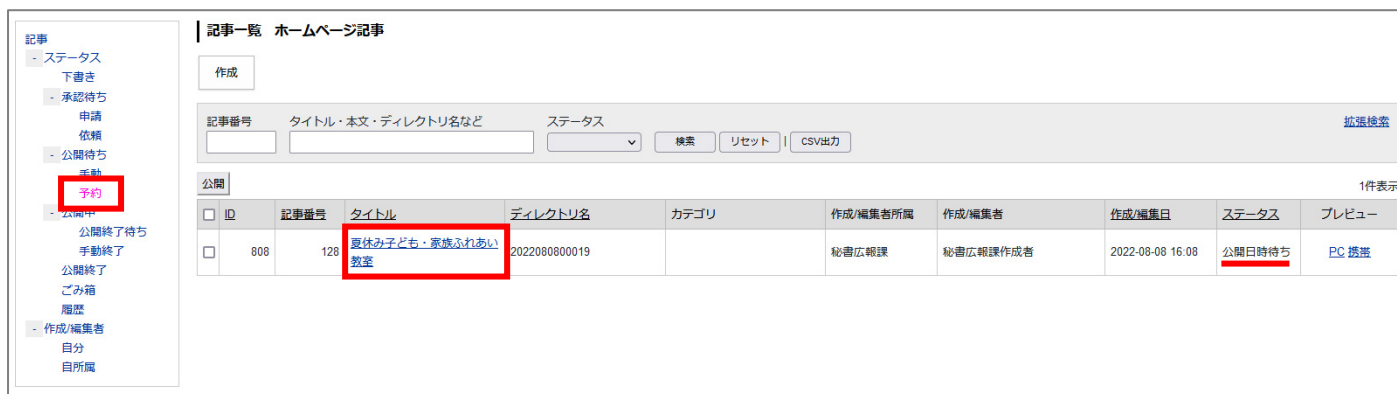 記事
- ステータス
下書き
- 承認待ち
申請
依頼
- 公開待ち
手動
予約
- 公開中
公開終了待ち
手動終了
公開終了
ごみ箱
履歴
- 作成/編集者
自分
自所属
記事一覧 ホームページ記事
作成
記事番号 タイトル・本文・ディレクトリ名など ステータス 拡張検索
検索 リセット | CSV出力
公開 1件表示
ID 記事番号 タイトル ディレクトリ名 カテゴリ 作成/編集者所属 作成/編集者 作成/編集日 ステータス プレビュー
808 128 夏休み子ども・家族ふれあい 2022080800019 秘書広報課 秘書広報課作成者 2022-08-08 16:08 公開日時待ち PC 携帯
教室